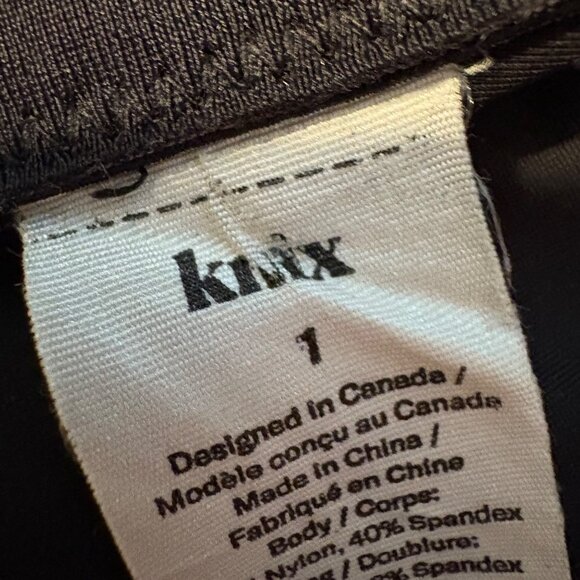 knix
1
Designed in Canada /
Modèle conçu au Canada
Made in China /
Fabriqué en Chine
Body / Corps:
Nylon, 40% Spandex
/ Doublure:
Spandex